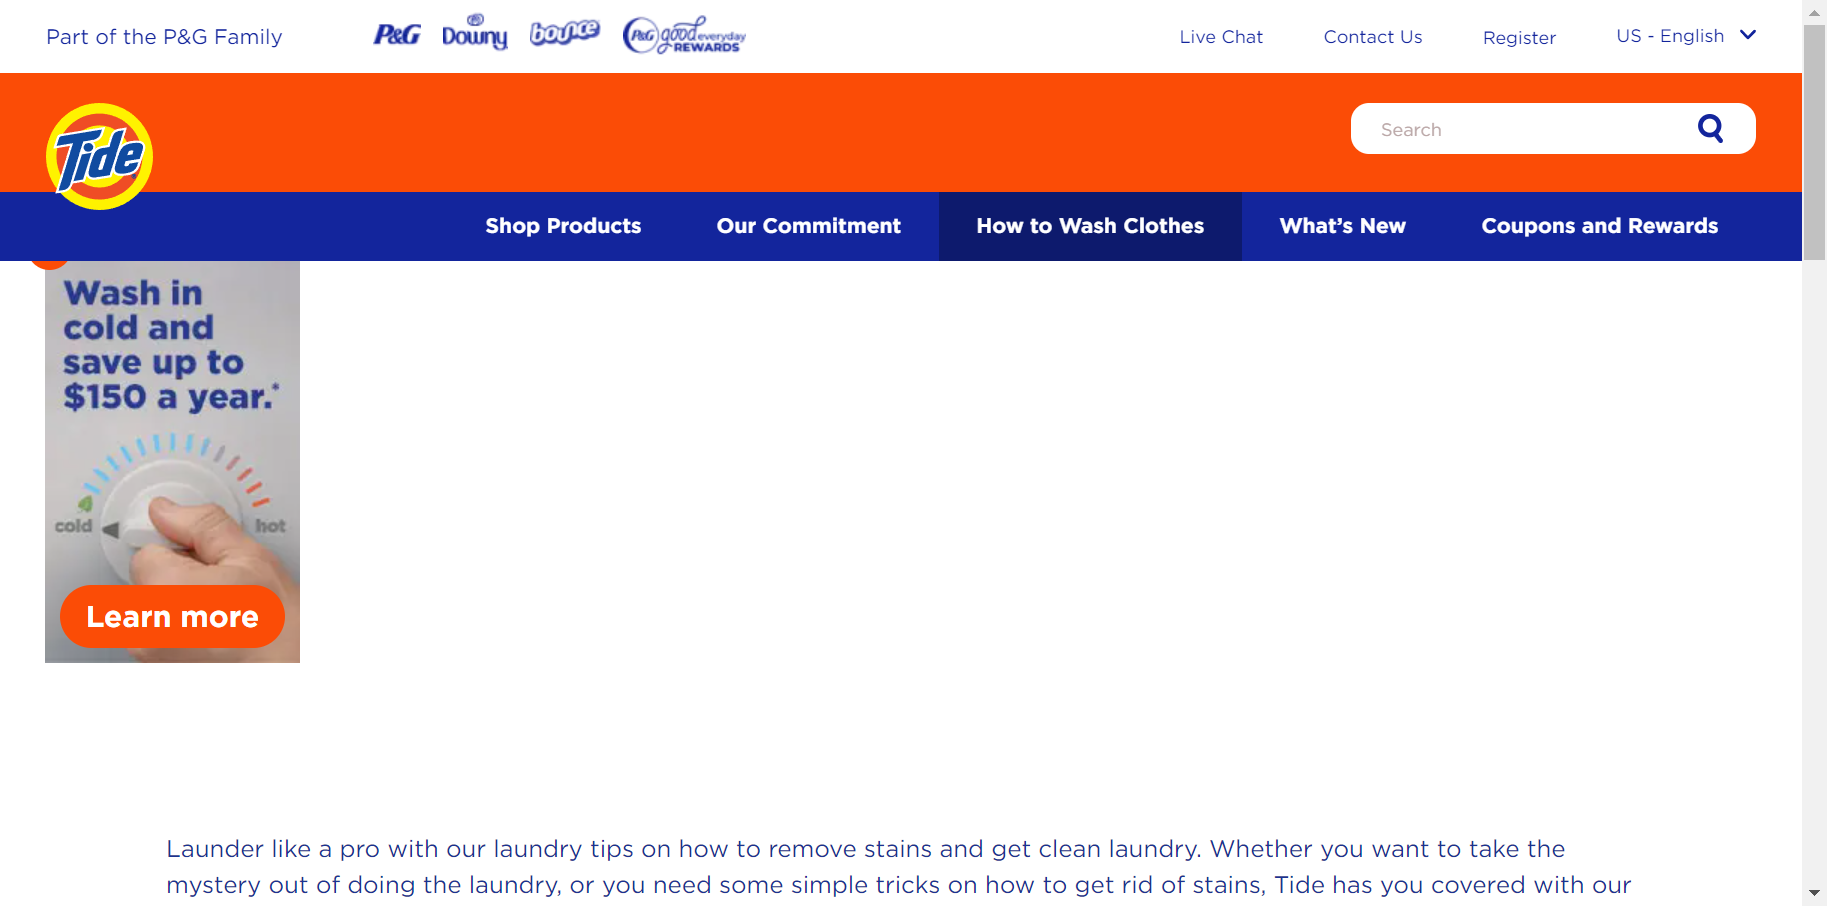 Part of the P&G Family
P&G
Downy
bounce
P&G good everyday
REWARDS
Live Chat
Contact Us
Register
US - English
Tide
Search
Shop Products
Our Commitment
How to Wash Clothes
What’s New
Coupons and Rewards
Wash in
cold and
save up to
$150 a year.*
cold
hot
Learn more
Launder like a pro with our laundry tips on how to remove stains and get clean laundry. Whether you want to take the
mystery out of doing the laundry, or you need some simple tricks on how to get rid of stains, Tide has you covered with our